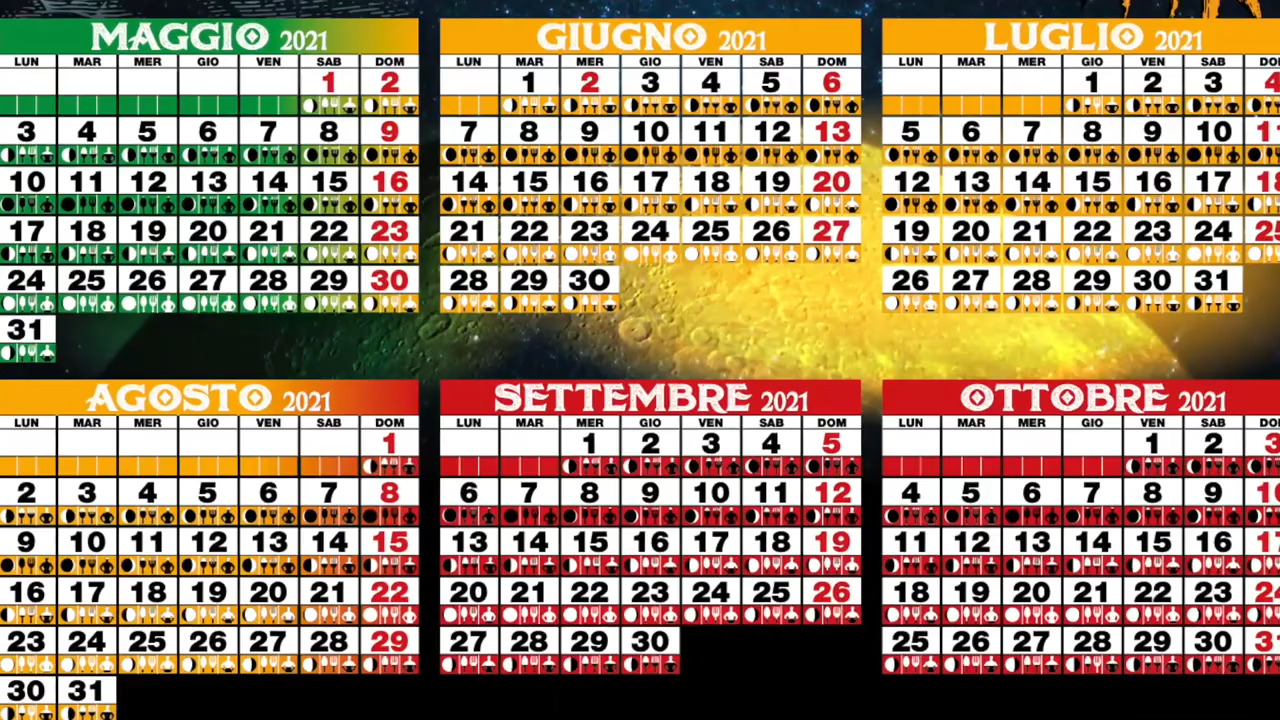 MAGGIO 2021
LUN MAR MER GIO VEN SAB DOM
1 2
3 4 5 6 7 8 9
10 11 12 13 14 15 16
17 18 19 20 21 22 23
24 25 26 27 28 29 30
31
GIUGNO 2021
LUN MAR MER GIO VEN SAB DOM
1 2 3 4 5 6
7 8 9 10 11 12 13
14 15 16 17 18 19 20
21 22 23 24 25 26 27
28 29 30
LUGLIO 2021
LUN MAR MER GIO VEN SAB
1 2 3 4
5 6 7 8 9 10 11
12 13 14 15 16 17 18
19 20 21 22 23 24 25
26 27 28 29 30 31
AGOSTO 2021
LUN MAR MER GIO VEN SAB DOM
1
2 3 4 5 6 7 8
9 10 11 12 13 14 15
16 17 18 19 20 21 22
23 24 25 26 27 28 29
30 31
SETTEMBRE 2021
LUN MAR MER GIO VEN SAB DOM
1 2 3 4 5
6 7 8 9 10 11 12
13 14 15 16 17 18 19
20 21 22 23 24 25 26
27 28 29 30
OTTOBRE 2021
LUN MAR MER GIO VEN SAB
1 2 3
4 5 6 7 8 9 10
11 12 13 14 15 16 17
18 19 20 21 22 23 24
25 26 27 28 29 30 31